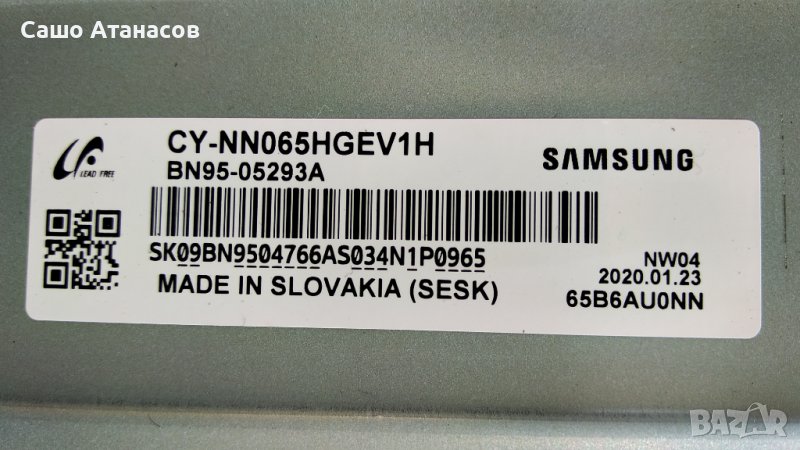 Сашо Атанасов
CY-NN065HGEV1H
BN95-05293A
SAMSUNG
LEAD FREE
SK09BN9504766AS034N1P0965
NW04
2020.01.23
MADE IN SLOVAKIA (SESK)
65B6AU0NN
BAZAR